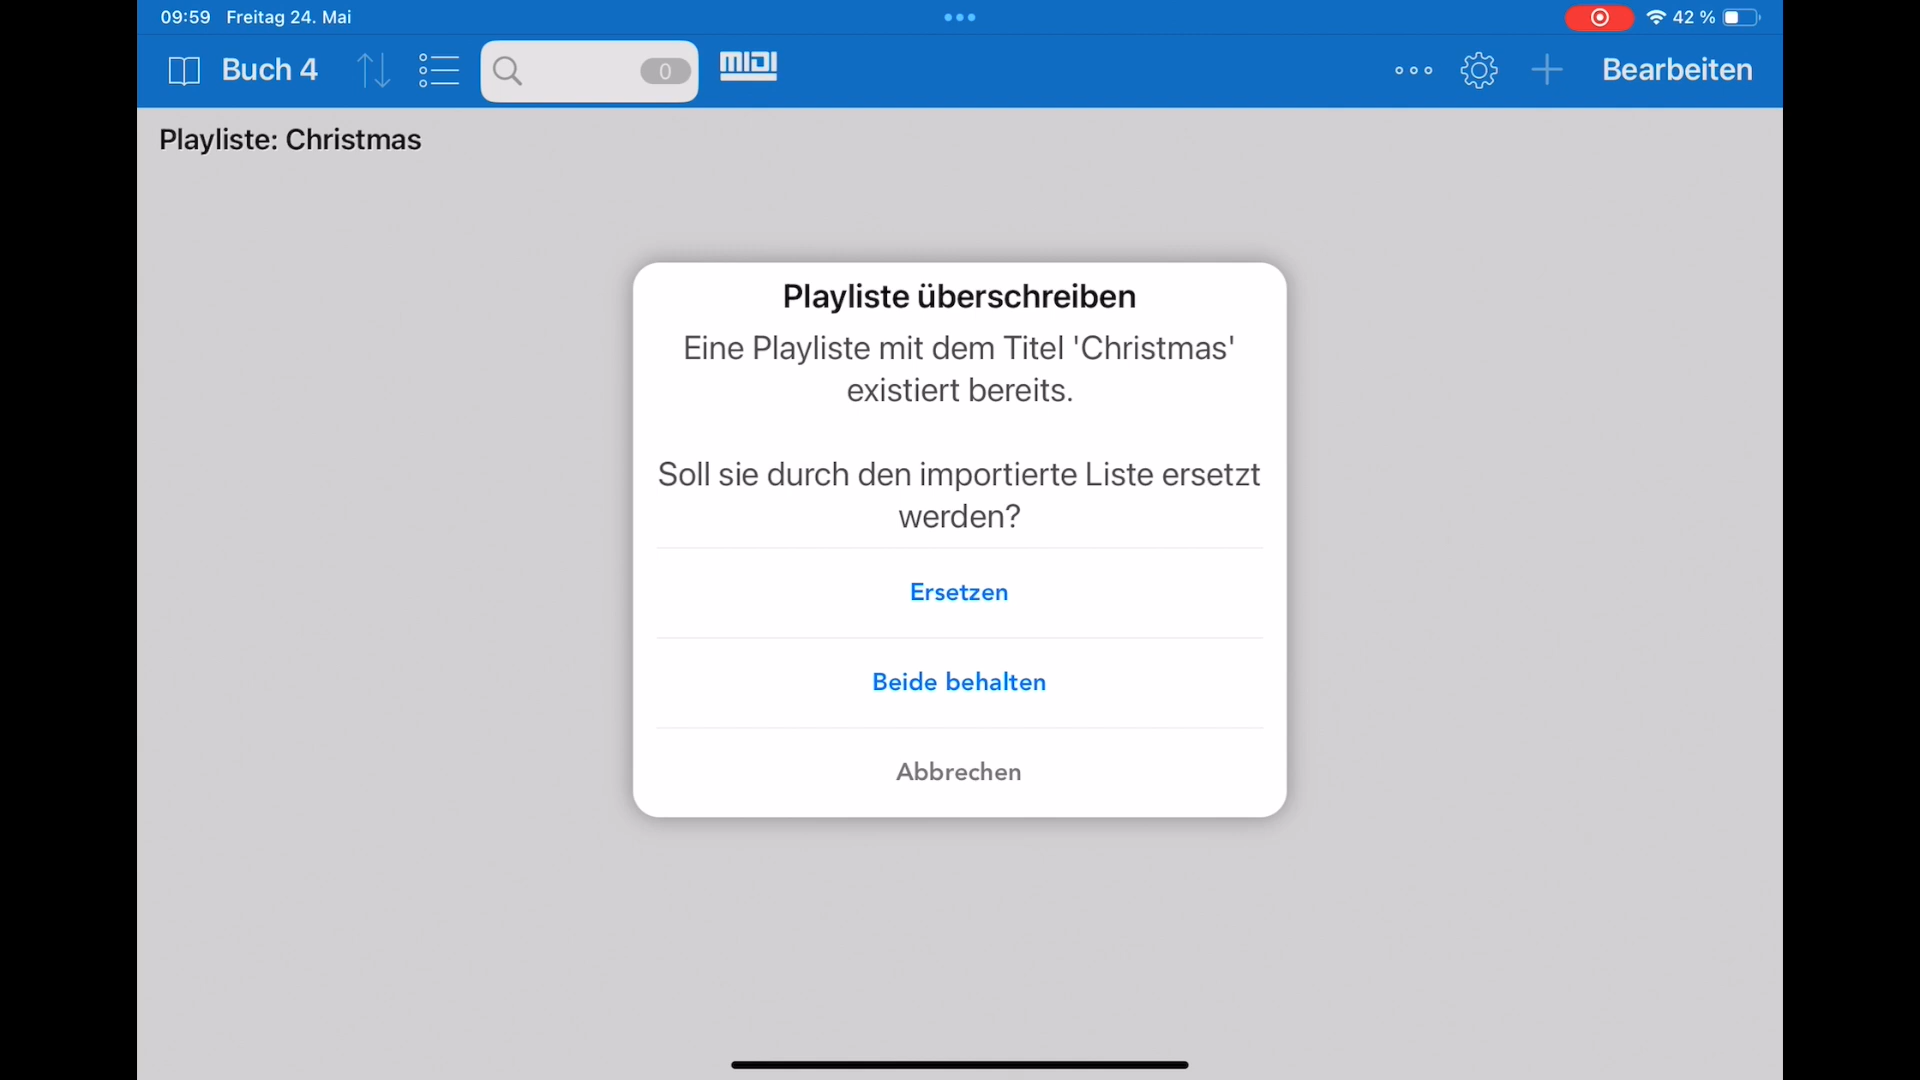 09:59 Freitag 24. Mai
42 %
Buch 4
0
MIDI
Bearbeiten
Playliste: Christmas
Playliste überschreiben
Eine Playliste mit dem Titel 'Christmas'
existiert bereits.
Soll sie durch den importierte Liste ersetzt
werden?
Ersetzen
Beide behalten
Abbrechen